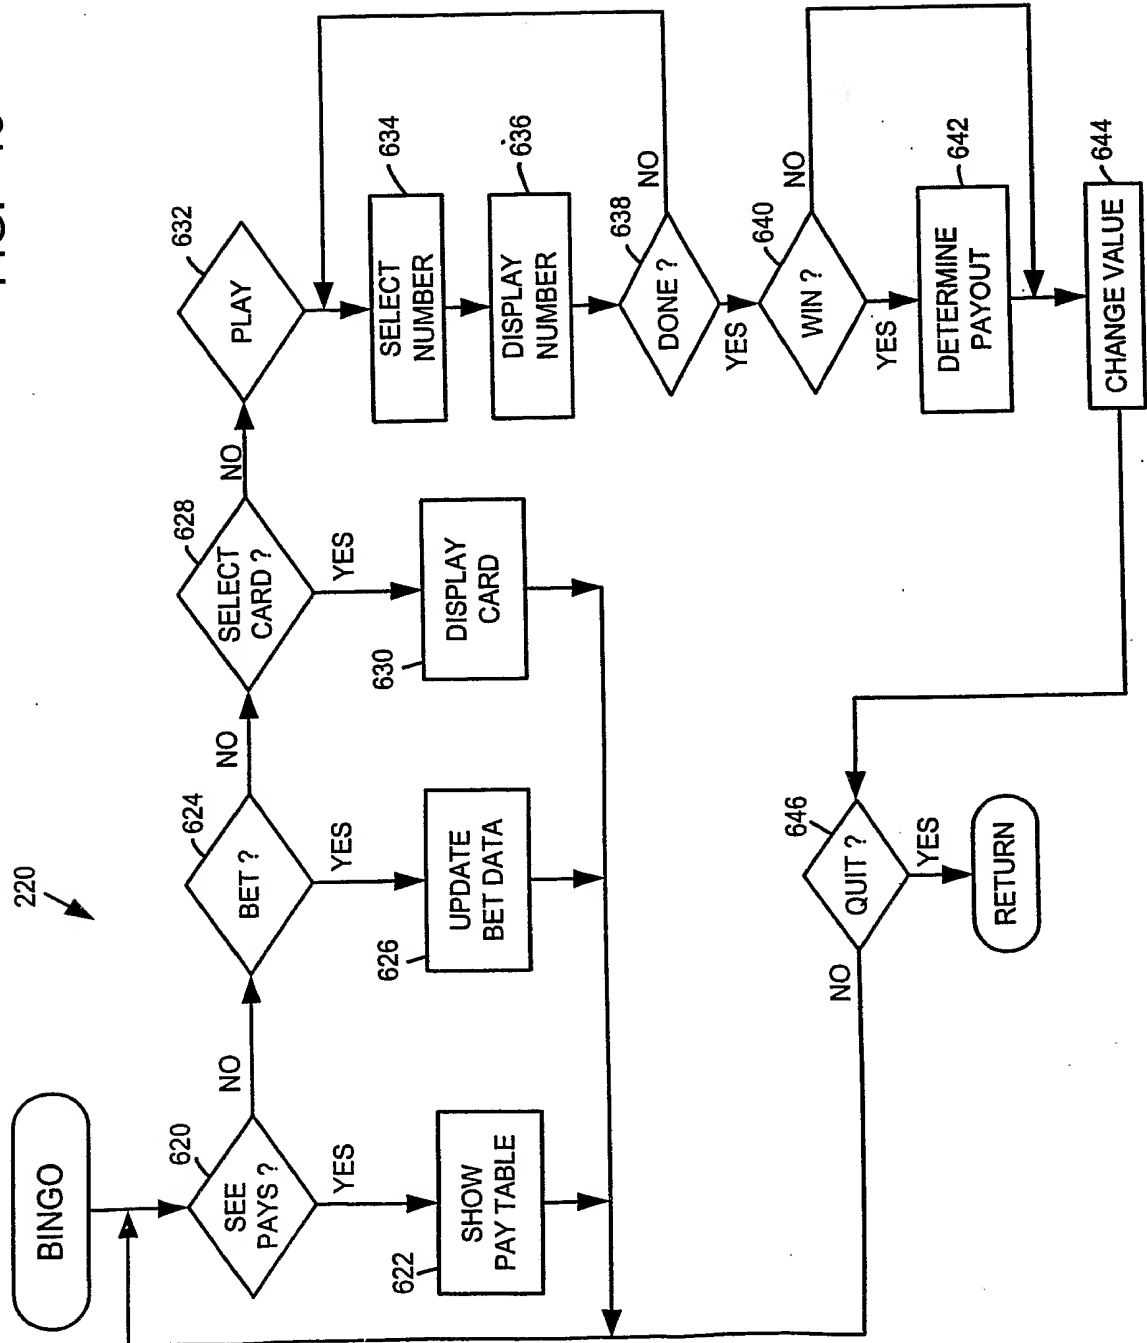 220
BINGO
620
SEE
PAYS ?
NO
YES
622
SHOW
PAY TABLE
624
BET ?
NO
YES
626
UPDATE
BET DATA
628
SELECT
CARD ?
NO
YES
630
DISPLAY
CARD
632
PLAY
634
SELECT
NUMBER
636
DISPLAY
NUMBER
638
DONE ?
NO
YES
640
WIN ?
NO
YES
642
DETERMINE
PAYOUT
644
CHANGE VALUE
646
QUIT ?
NO
YES
RETURN